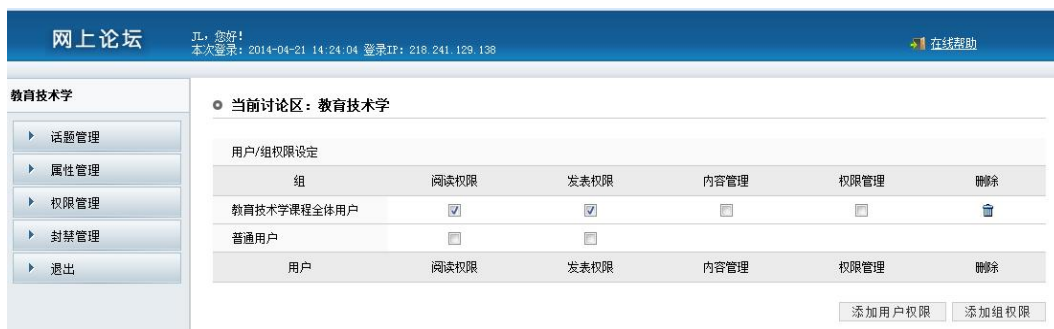 网上论坛
兀，您好!
本次登录：2014-04-21 14:24:04 登录IP：218.241.129.138
在线帮助
教育技术学
话题管理
属性管理
权限管理
封禁管理
退出
当前讨论区：教育技术学
用户/组权限设定
组 阅读权限 发表权限 内容管理 权限管理 删除
教育技术学课程全体用户
普通用户
用户 阅读权限 发表权限 内容管理 权限管理 删除
添加用户权限 添加组权限